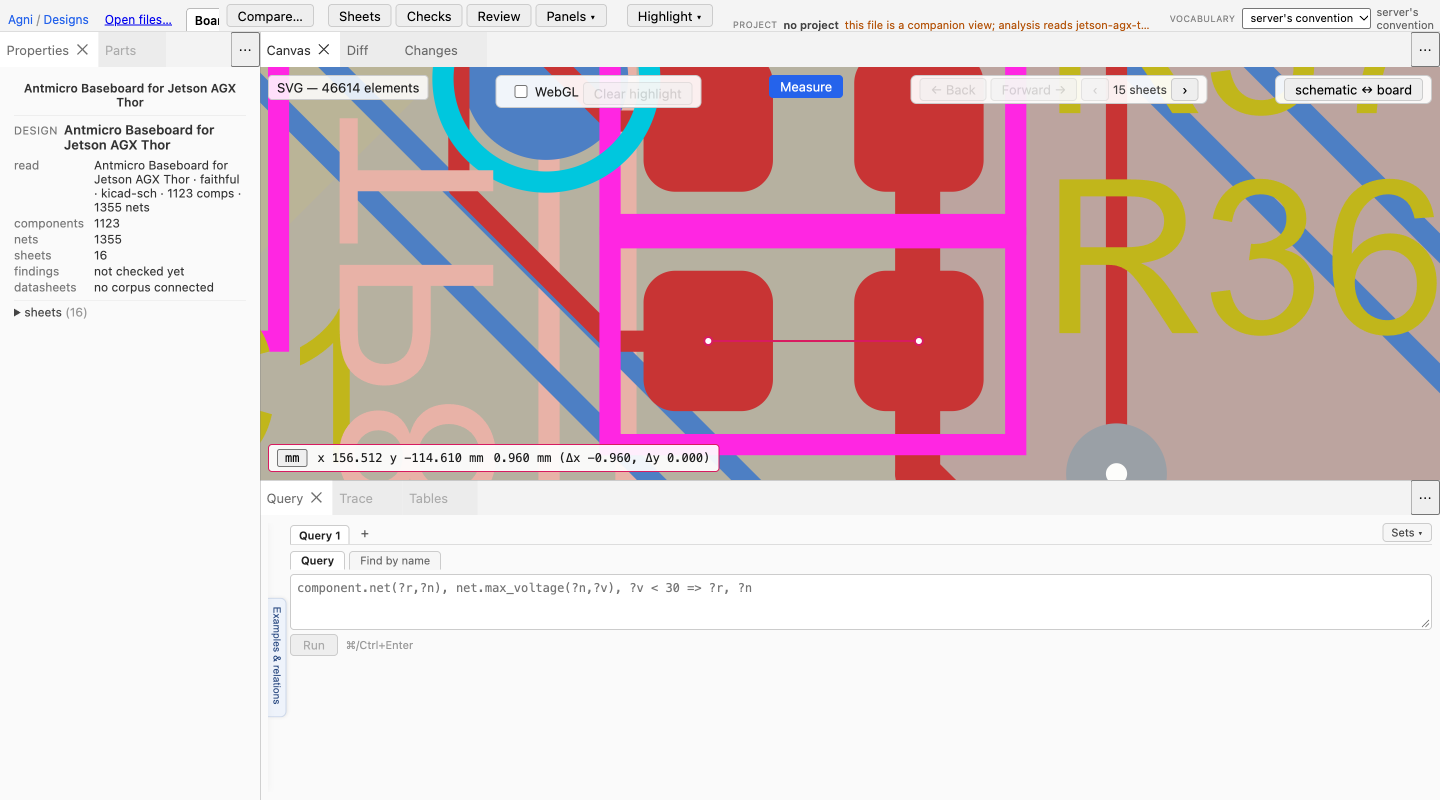 Agni / Designs
Open files...
Boar
Compare...
Sheets
Checks
Review
Panels ▾
Highlight ▾
PROJECT no project this file is a companion view; analysis reads jetson-agx-t...
VOCABULARY
server's convention
server's convention
Properties
Parts
...
Canvas
Diff
Changes
...
Antmicro Baseboard for Jetson AGX Thor
DESIGN Antmicro Baseboard for Jetson AGX Thor
read Antmicro Baseboard for Jetson AGX Thor · faithful · kicad-sch · 1123 comps · 1355 nets
components 1123
nets 1355
sheets 16
findings not checked yet
datasheets no corpus connected
▶ sheets (16)
SVG — 46614 elements
WebGL
Clear highlight
Measure
← Back
Forward →
‹
15 sheets
›
schematic ↔ board
R36
mm x 156.512 y −114.610 mm 0.960 mm (Δx −0.960, Δy 0.000)
Query
Trace
Tables
...
Query 1
+
Sets ▾
Query
Find by name
component.net(?r,?n), net.max_voltage(?n,?v), ?v < 30 => ?r, ?n
Run
⌘/Ctrl+Enter
Examples & relations